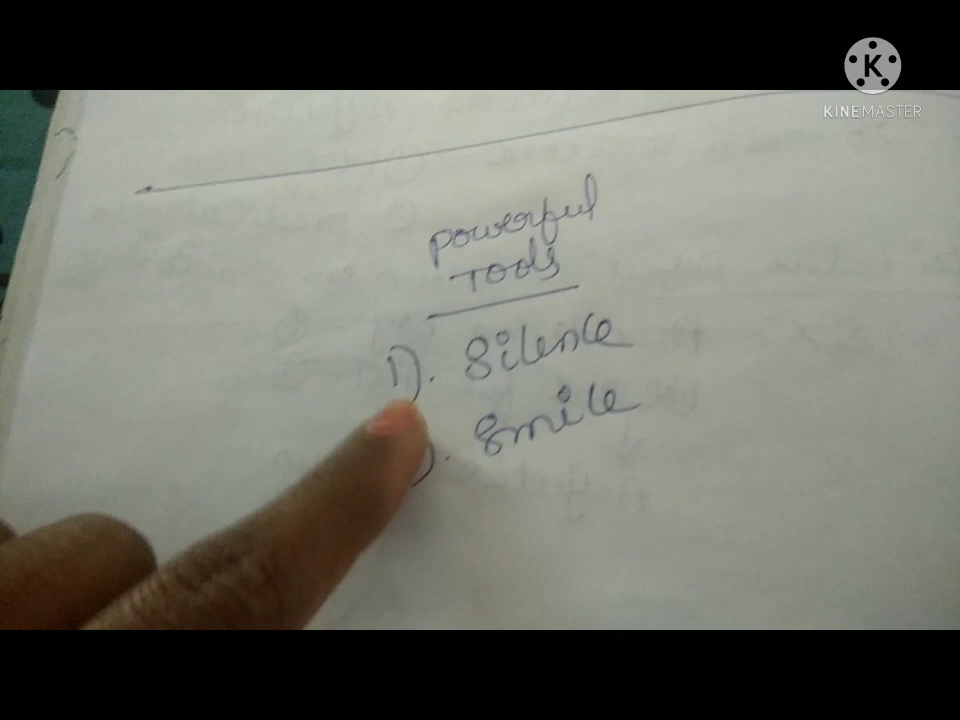 KINEMASTER
powerful
Tools
1). Silence
). Smile